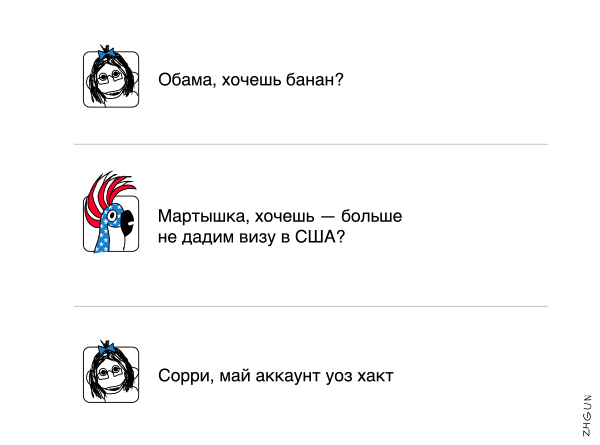 Обама, хочешь банан?
Мартышка, хочешь — больше
не дадим визу в США?
Сорри, май аккаунт уоз хакт
ZHGUN